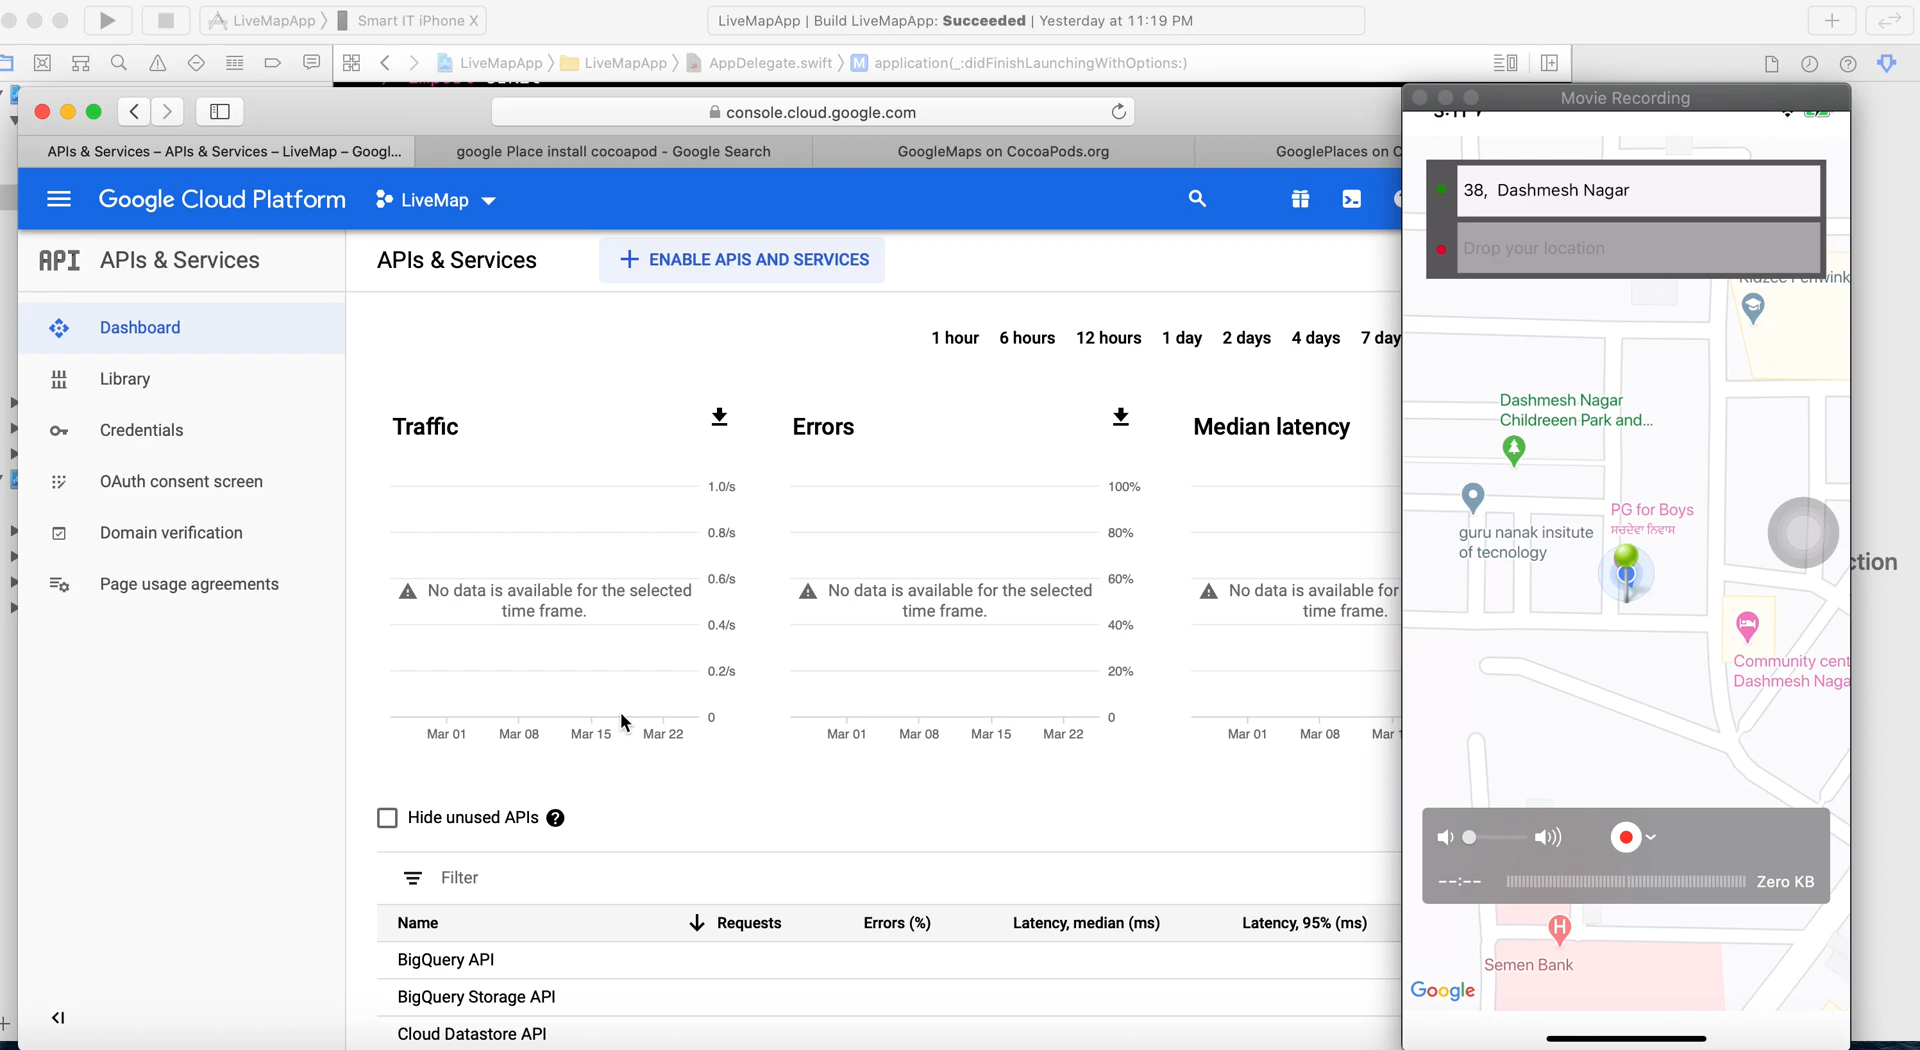 LiveMapApp
Smart IT iPhone X
LiveMapApp | Build LiveMapApp: Succeeded | Yesterday at 11:19 PM
LiveMapApp
LiveMapApp
AppDelegate.swift
M
application(_:didFinishLaunchingWithOptions:)
console.cloud.google.com
Movie Recording
APIs & Services – APIs & Services – LiveMap – Googl...
google Place install cocoapod - Google Search
GoogleMaps on CocoaPods.org
GooglePlaces on C
Google Cloud Platform
LiveMap
38, Dashmesh Nagar
Drop your location
API
APIs & Services
APIs & Services
ENABLE APIS AND SERVICES
Dashboard
Library
Credentials
OAuth consent screen
Domain verification
Page usage agreements
1 hour
6 hours
12 hours
1 day
2 days
4 days
7 day
Traffic
1.0/s
0.8/s
0.6/s
0.4/s
0.2/s
0
No data is available for the selected
time frame.
Mar 01
Mar 08
Mar 15
Mar 22
Errors
100%
80%
60%
40%
20%
0
No data is available for the selected
time frame.
Mar 01
Mar 08
Mar 15
Mar 22
Median latency
No data is available for
time frame.
Mar 01
Mar 08
Mar 1
Hide unused APIs
Filter
Name
Requests
Errors (%)
Latency, median (ms)
Latency, 95% (ms)
BigQuery API
BigQuery Storage API
Cloud Datastore API
Dashmesh Nagar
Childreeen Park and...
guru nanak insitute
of tecnology
PG for Boys
ਸਚਦੇਵਾ ਨਿਵਾਸ
Community cent
Dashmesh Naga
ction
--:--
Zero KB
H
Semen Bank
Google